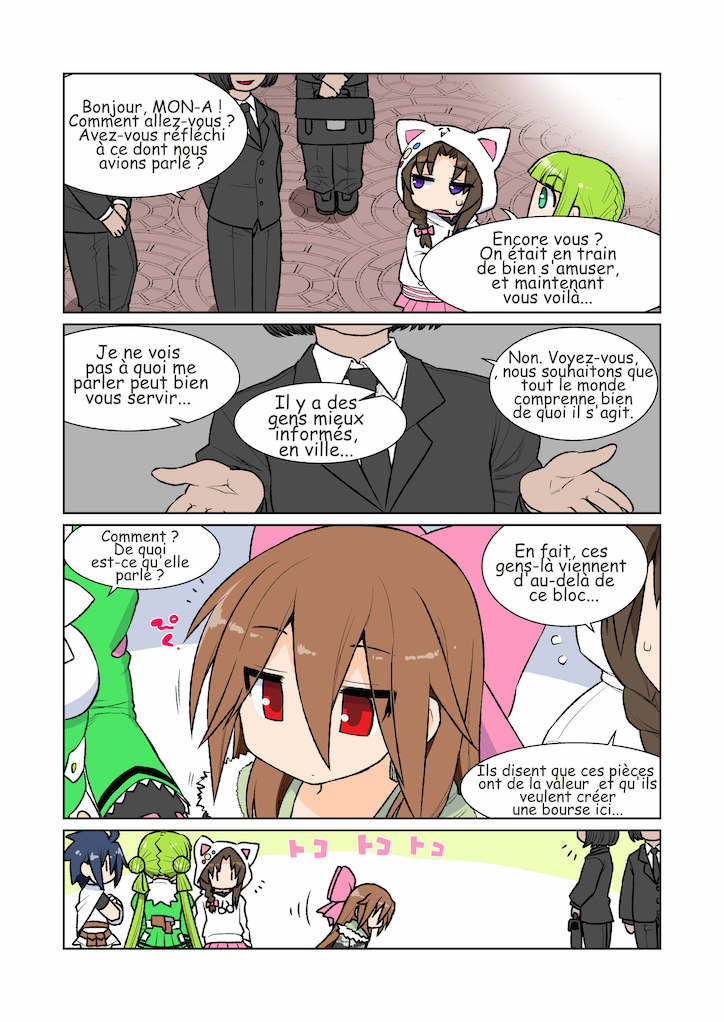 Bonjour, MON-A !
Comment allez-vous ?
Avez-vous réfléchi
à ce dont nous
avions parlé ?
Encore vous ?
On était en train
de bien s'amuser,
et maintenant
vous voilà...
Je ne vois
pas à quoi me
parler peut bien
vous servir...
Il y a des
gens mieux
informés,
en ville...
Non. Voyez-vous,
, nous souhaitons que
tout le monde
comprenne bien
de quoi il s'agit.
Comment ?
De quoi
est-ce qu'elle
parle ?
En fait, ces
gens-là viennent
d'au-delà de
ce bloc...
Ils disent que ces pièces
ont de la valeur et qu'ils
veulent créer
une bourse ici...
トコ トコ トコ